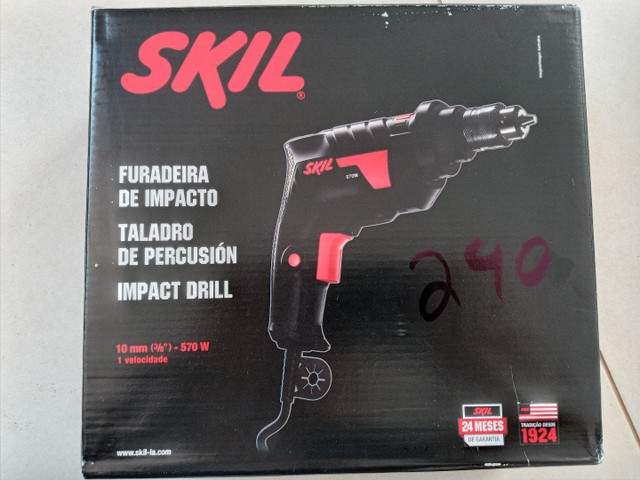 SKIL®
FURADEIRA
DE IMPACTO
TALADRO
DE PERCUSIÓN
IMPACT DRILL
10 mm (3/8") - 570 W
1 velocidade
SKIL
570W
240
www.skil-la.com
SKIL
24 MESES
DE GARANTIA
TRADIÇÃO DESDE
1924